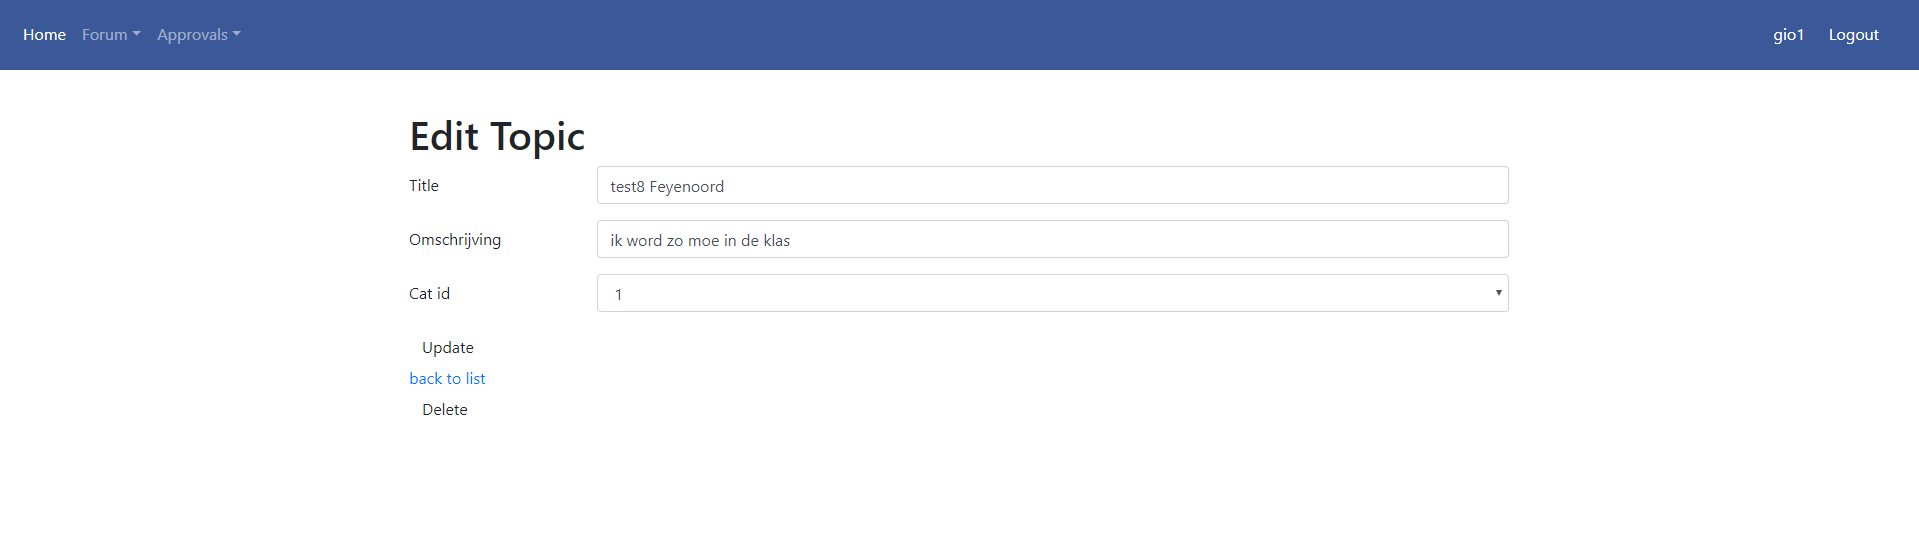 Home Forum Approvals gio1 Logout
Edit Topic
Title test8 Feyenoord
Omschrijving ik word zo moe in de klas
Cat id 1
Update
back to list
Delete